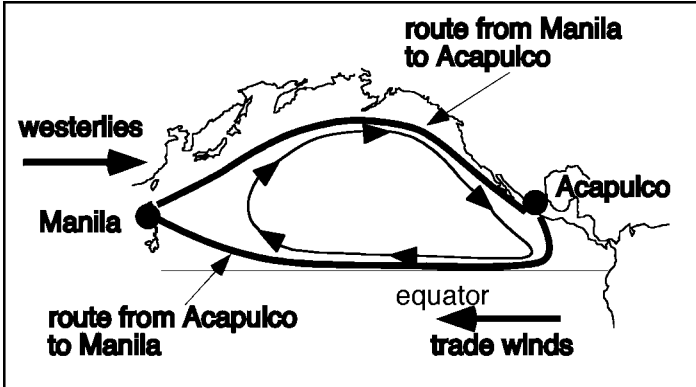 route from Manila
to Acapulco
westerlies
Acapulco
Manila
equator
route from Acapulco
to Manila
trade winds